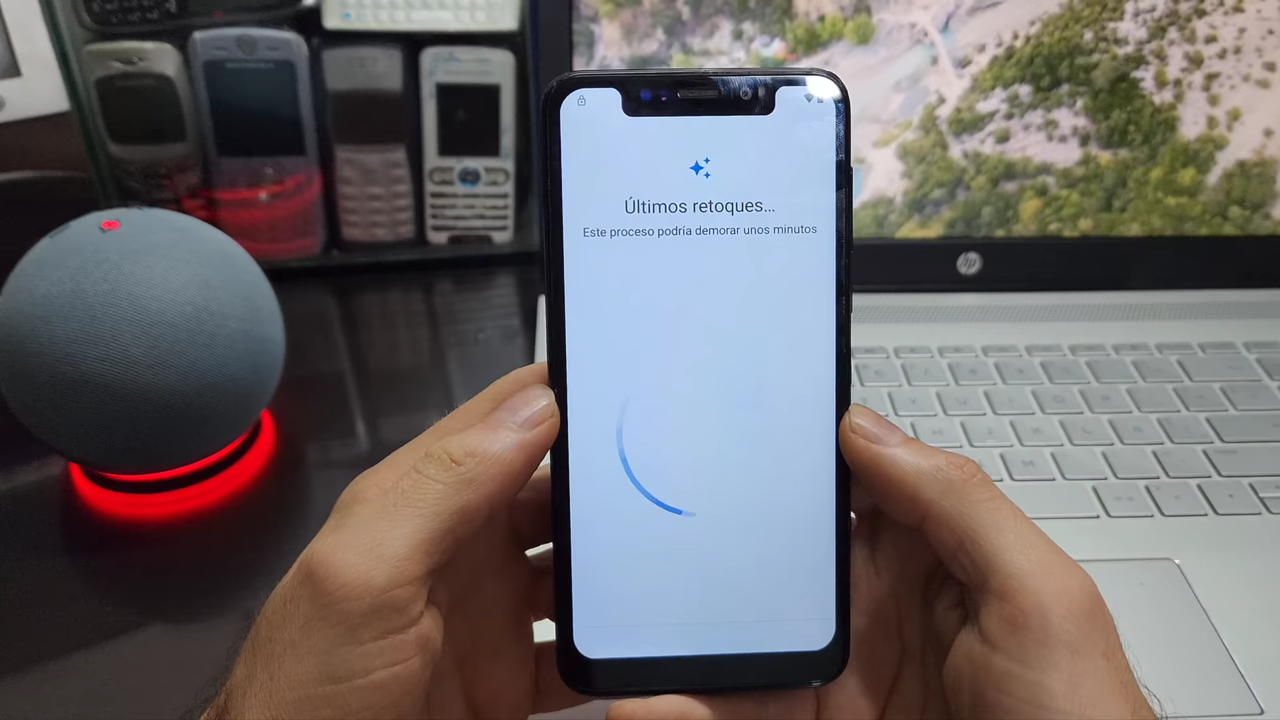 Últimos retoques...
Este proceso podría demorar unos minutos
hp